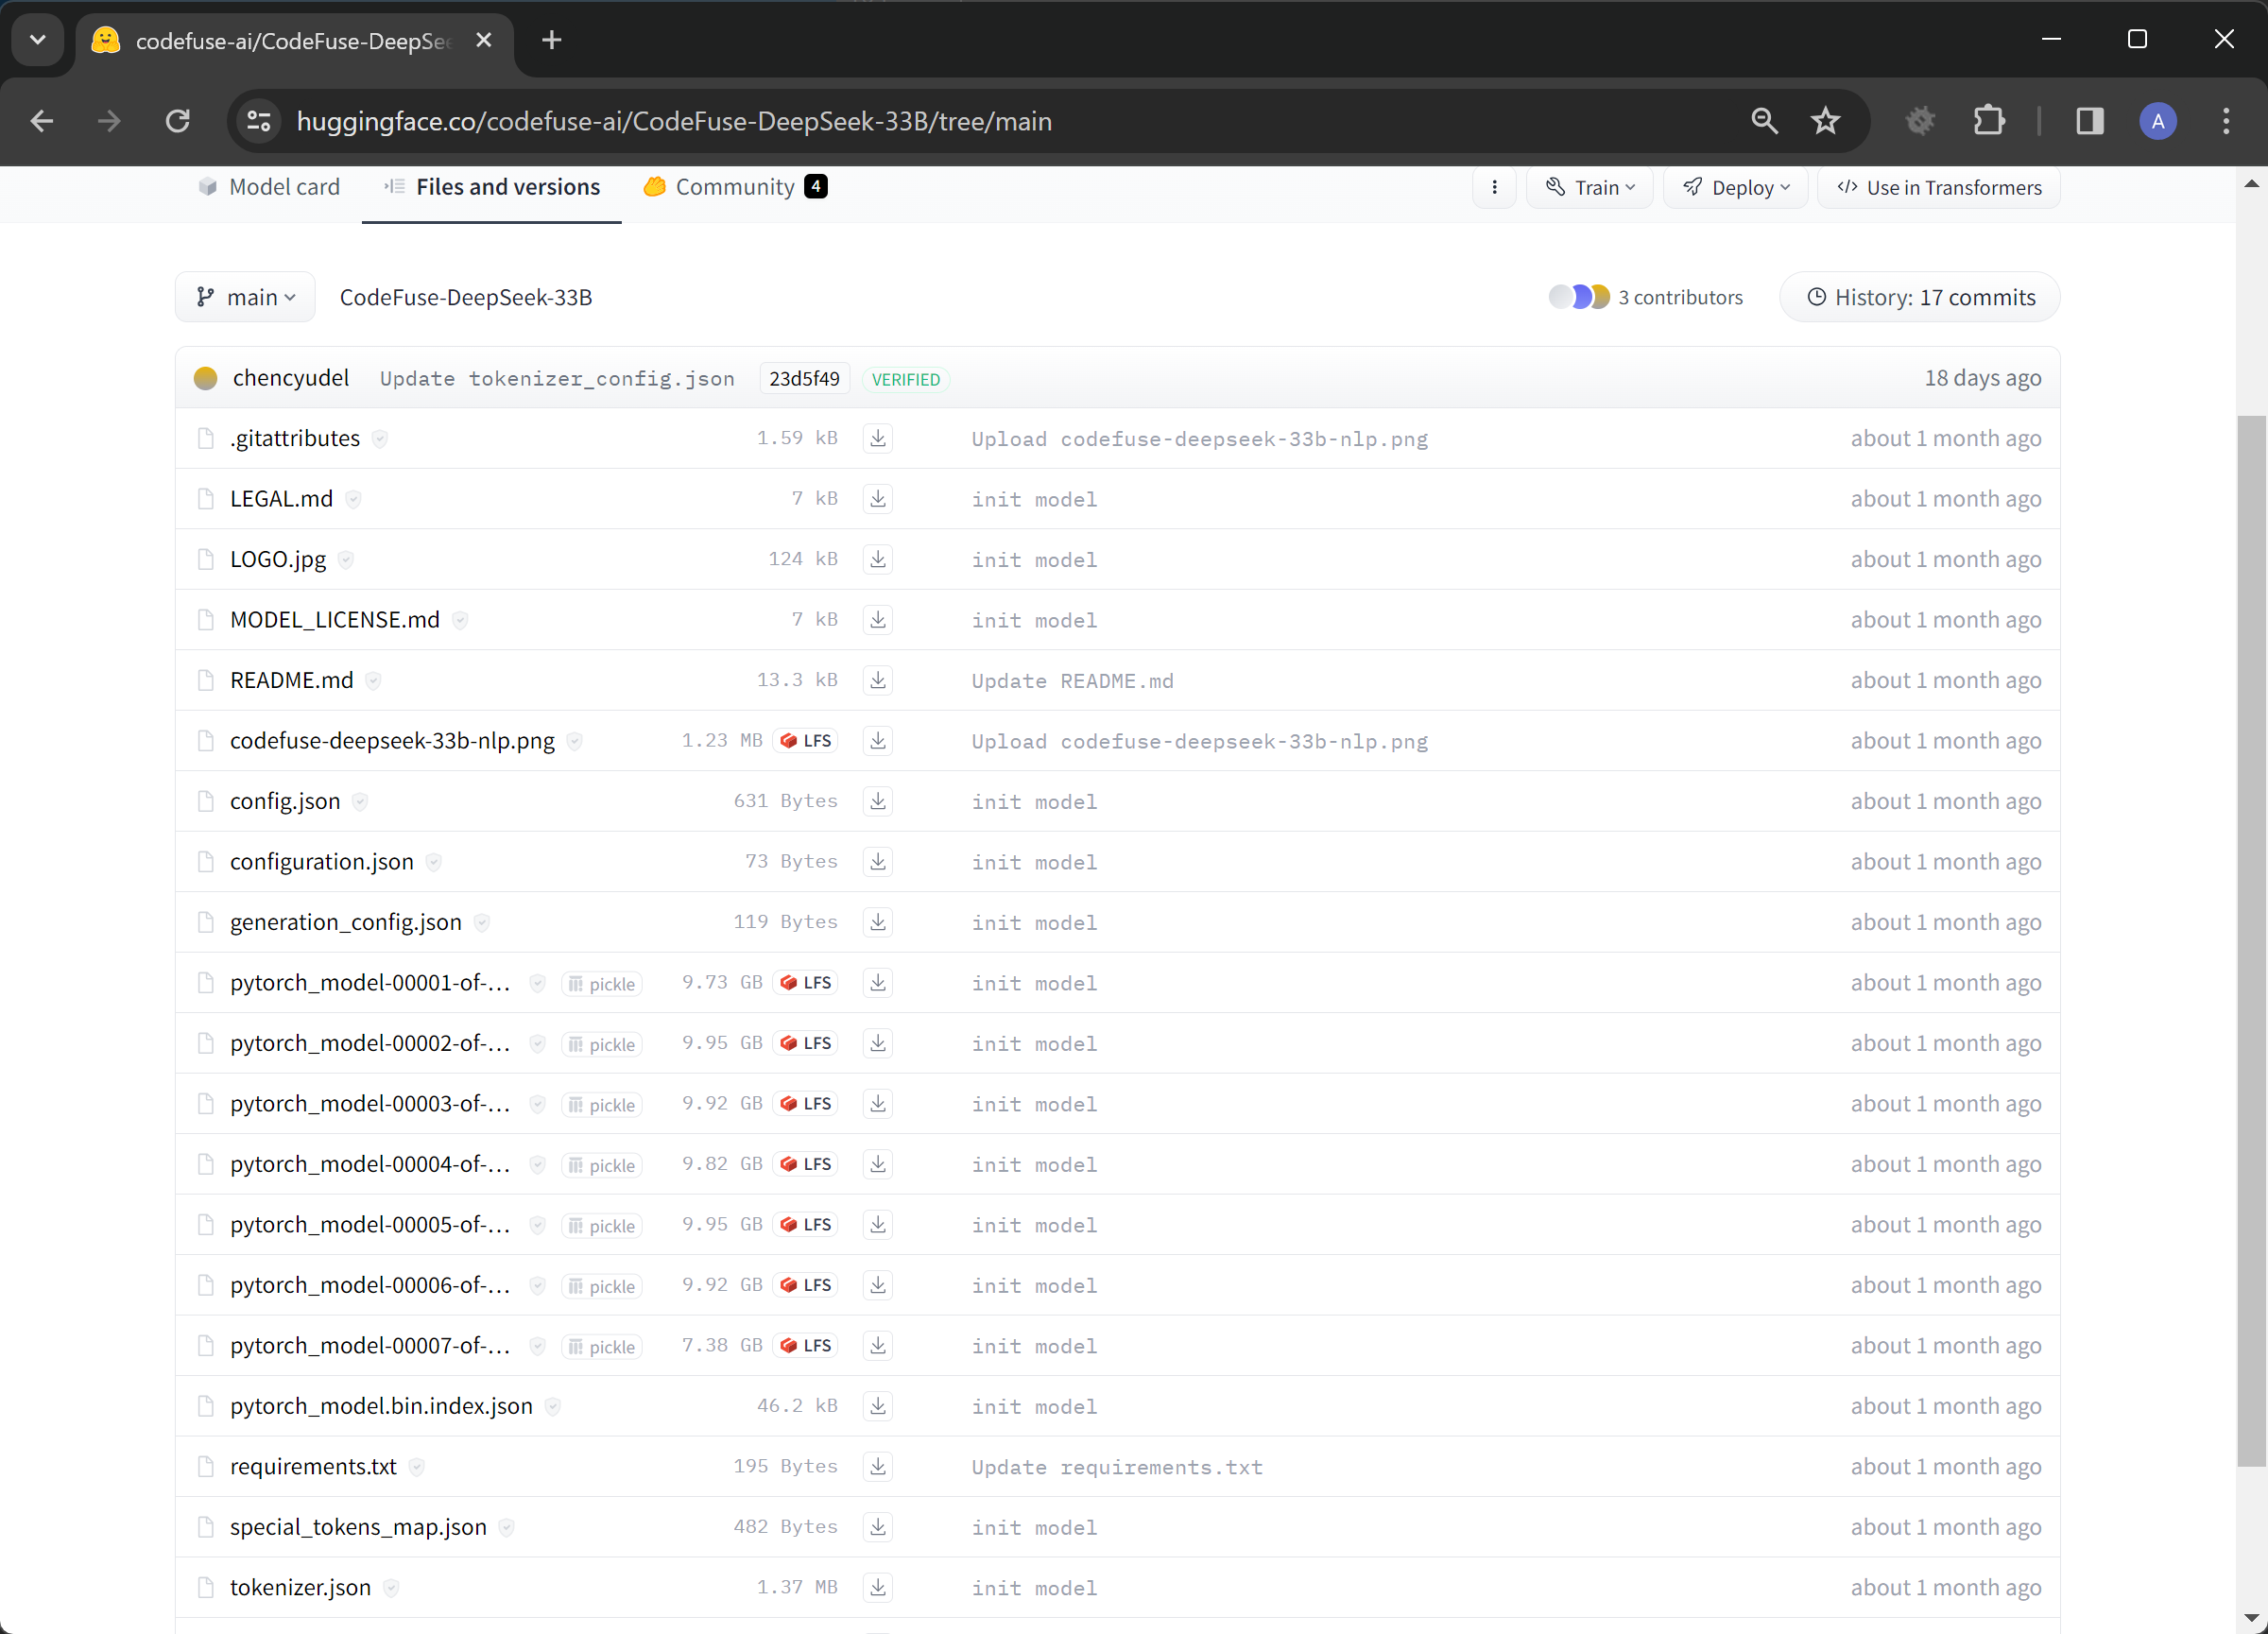 codefuse-ai/CodeFuse-DeepSee
huggingface.co/codefuse-ai/CodeFuse-DeepSeek-33B/tree/main
A
Model card Files and versions Community 4 Train Deploy </> Use in Transformers
main CodeFuse-DeepSeek-33B 3 contributors History: 17 commits
chencyudel Update tokenizer_config.json 23d5f49 VERIFIED 18 days ago
.gitattributes 1.59 kB Upload codefuse-deepseek-33b-nlp.png about 1 month ago
LEGAL.md 7 kB init model about 1 month ago
LOGO.jpg 124 kB init model about 1 month ago
MODEL_LICENSE.md 7 kB init model about 1 month ago
README.md 13.3 kB Update README.md about 1 month ago
codefuse-deepseek-33b-nlp.png 1.23 MB LFS Upload codefuse-deepseek-33b-nlp.png about 1 month ago
config.json 631 Bytes init model about 1 month ago
configuration.json 73 Bytes init model about 1 month ago
generation_config.json 119 Bytes init model about 1 month ago
pytorch_model-00001-of-... pickle 9.73 GB LFS init model about 1 month ago
pytorch_model-00002-of-... pickle 9.95 GB LFS init model about 1 month ago
pytorch_model-00003-of-... pickle 9.92 GB LFS init model about 1 month ago
pytorch_model-00004-of-... pickle 9.82 GB LFS init model about 1 month ago
pytorch_model-00005-of-... pickle 9.95 GB LFS init model about 1 month ago
pytorch_model-00006-of-... pickle 9.92 GB LFS init model about 1 month ago
pytorch_model-00007-of-... pickle 7.38 GB LFS init model about 1 month ago
pytorch_model.bin.index.json 46.2 kB init model about 1 month ago
requirements.txt 195 Bytes Update requirements.txt about 1 month ago
special_tokens_map.json 482 Bytes init model about 1 month ago
tokenizer.json 1.37 MB init model about 1 month ago